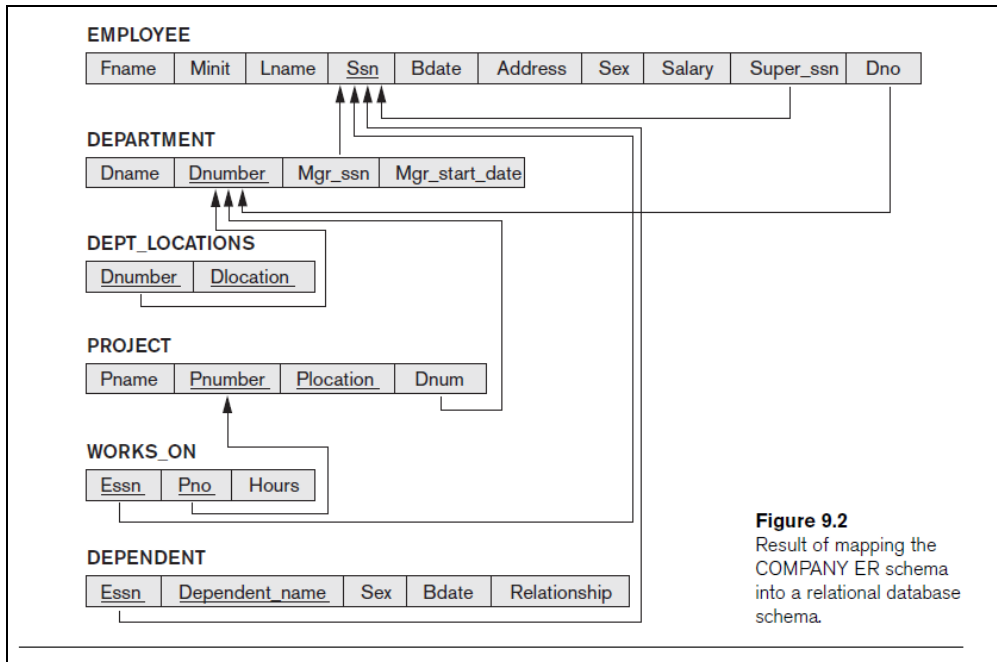 EMPLOYEE
Fname Minit Lname Ssn Bdate Address Sex Salary Super_ssn Dno
DEPARTMENT
Dname Dnumber Mgr_ssn Mgr_start_date
DEPT_LOCATIONS
Dnumber Dlocation
PROJECT
Pname Pnumber Plocation Dnum
WORKS_ON
Essn Pno Hours
DEPENDENT
Essn Dependent_name Sex Bdate Relationship
Figure 9.2
Result of mapping the
COMPANY ER schema
into a relational database
schema.